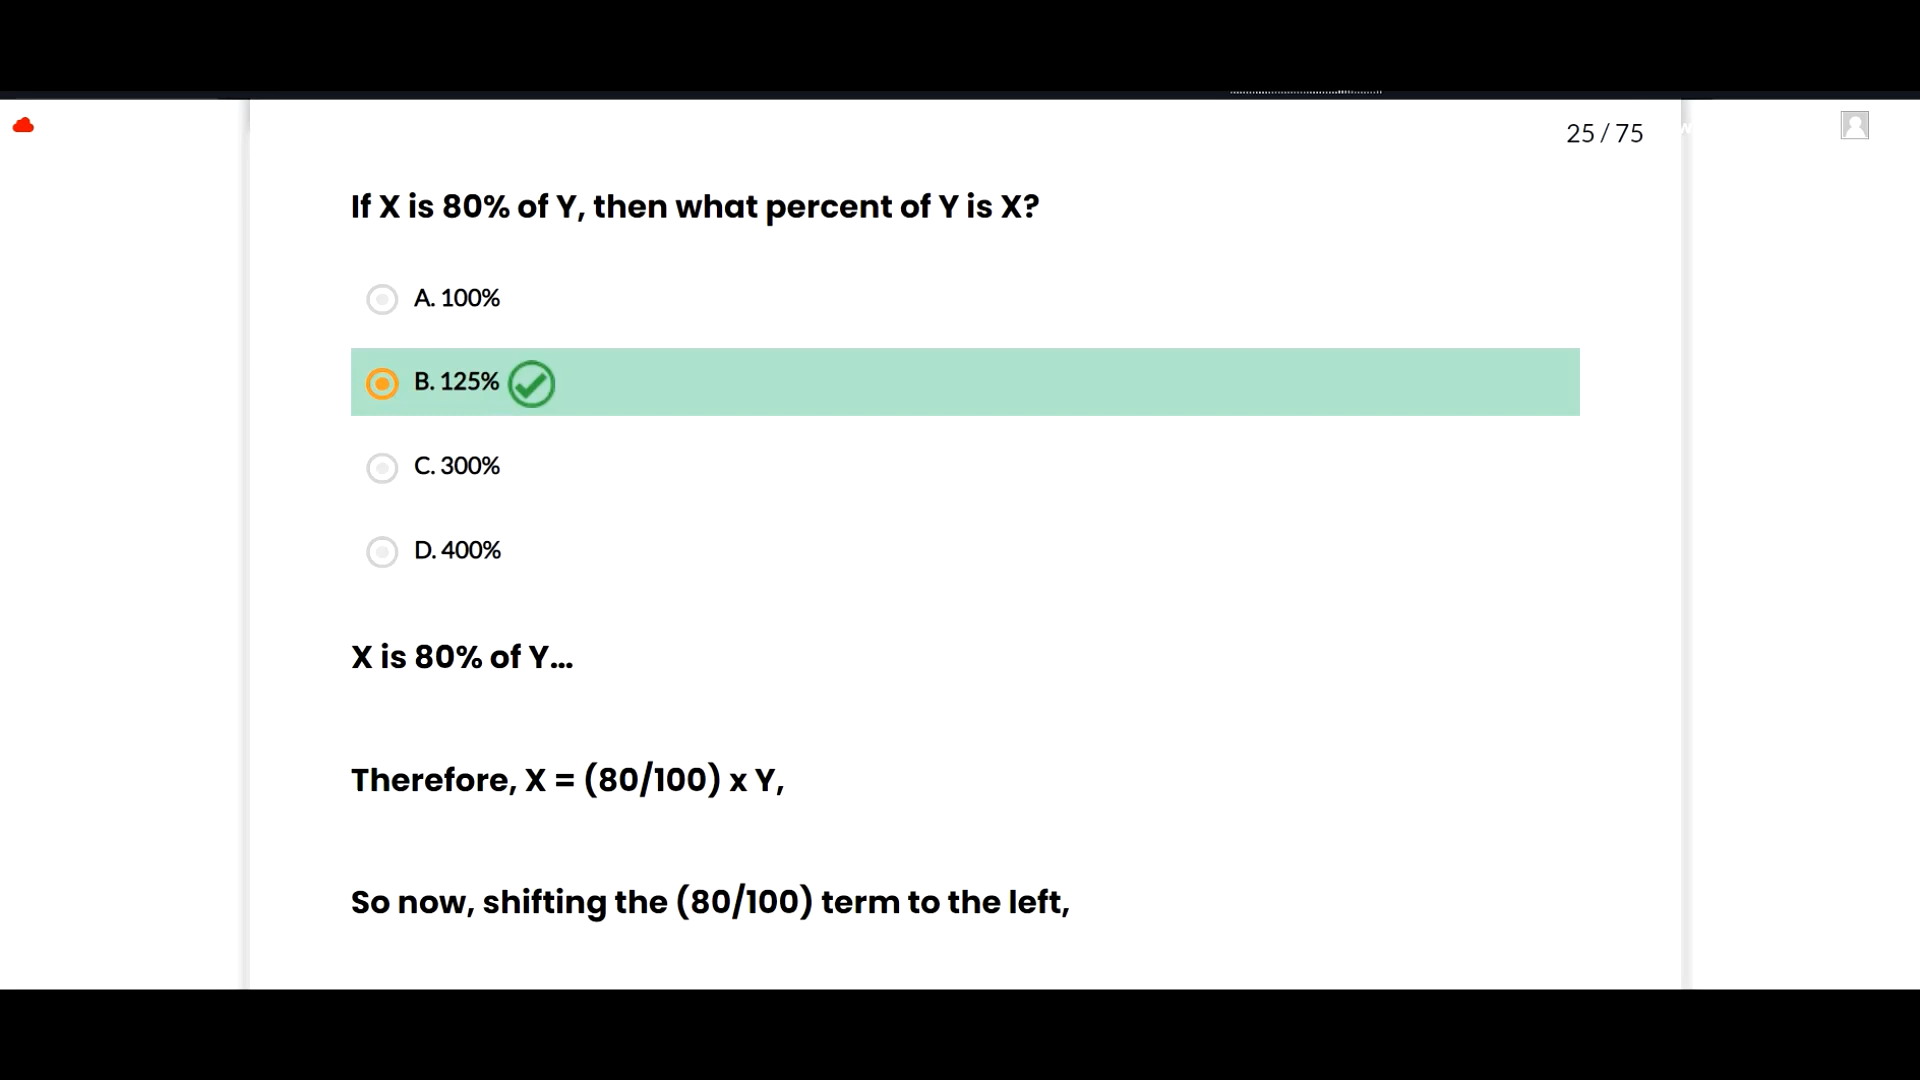 25 / 75
If X is 80% of Y, then what percent of Y is X?
A. 100%
B. 125%
C. 300%
D. 400%
X is 80% of Y...
Therefore, X = (80/100) x Y,
So now, shifting the (80/100) term to the left,